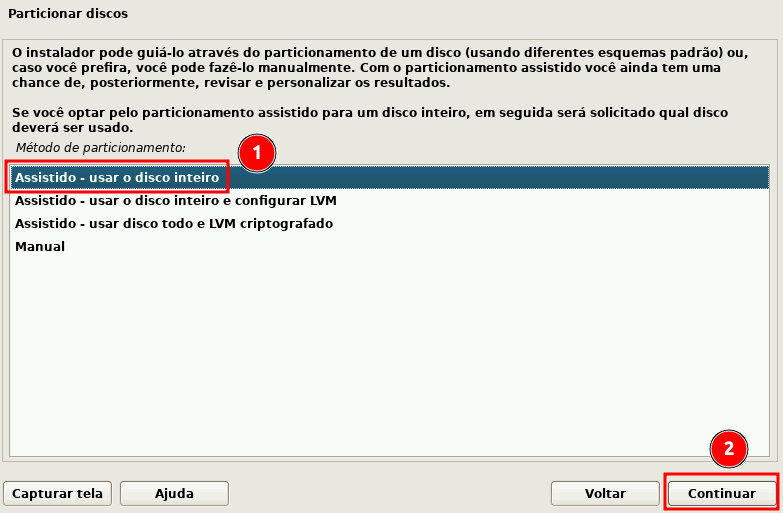 Particionar discos
O instalador pode guiá-lo através do particionamento de um disco (usando diferentes esquemas padrão) ou,
caso você prefira, você pode fazê-lo manualmente. Com o particionamento assistido você ainda tem uma
chance de, posteriormente, revisar e personalizar os resultados.
Se você optar pelo particionamento assistido para um disco inteiro, em seguida será solicitado qual disco
deverá ser usado.
Método de particionamento:
1
Assistido - usar o disco inteiro
Assistido - usar o disco inteiro e configurar LVM
Assistido - usar disco todo e LVM criptografado
Manual
2
Capturar tela
Ajuda
Voltar
Continuar